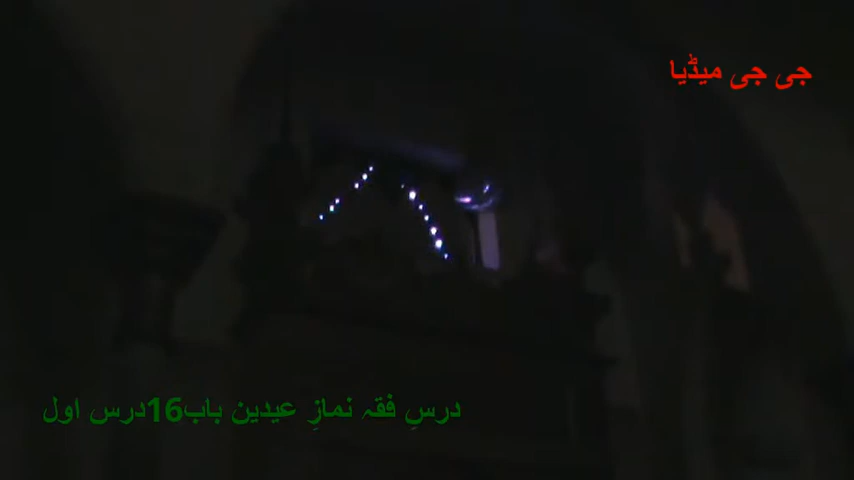 جی جی میڈیا
درسِ فقہ نمازِ عیدین باب16درس اول